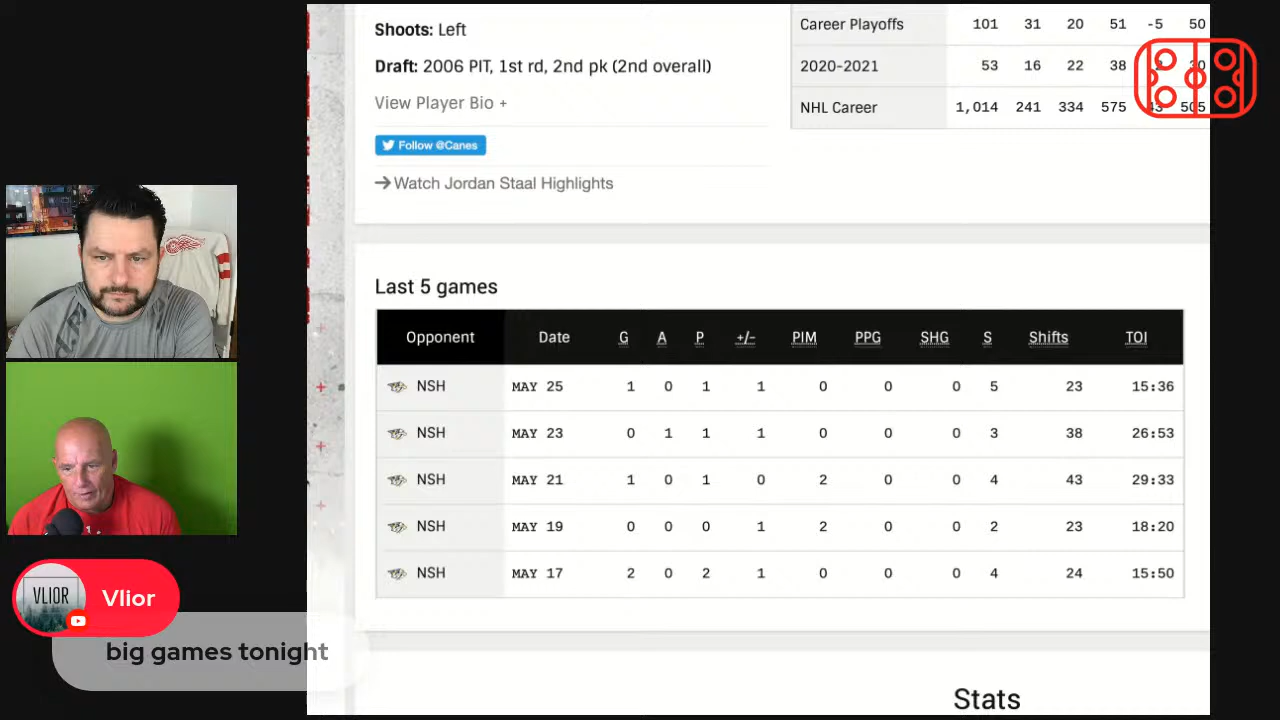 Shoots: Left
Draft: 2006 PIT, 1st rd, 2nd pk (2nd overall)
View Player Bio +
Follow @Canes
Watch Jordan Staal Highlights
Career Playoffs 101 31 20 51 -5 50
2020-2021 53 16 22 38
NHL Career 1,014 241 334 575 43 505
Last 5 games
Opponent Date G A P +/- PIM PPG SHG S Shifts TOI
NSH MAY 25 1 0 1 1 0 0 0 5 23 15:36
NSH MAY 23 0 1 1 1 0 0 0 3 38 26:53
NSH MAY 21 1 0 1 0 2 0 0 4 43 29:33
NSH MAY 19 0 0 0 1 2 0 0 2 23 18:20
NSH MAY 17 2 0 2 1 0 0 0 4 24 15:50
Stats
VLIOR
Vlior
big games tonight